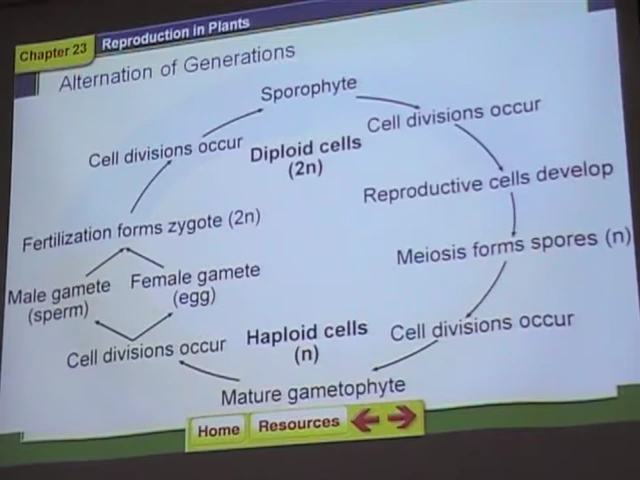 Chapter 23
Reproduction in Plants
Alternation of Generations
Sporophyte
Cell divisions occur
Cell divisions occur
Diploid cells
(2n)
Reproductive cells develop
Fertilization forms zygote (2n)
Meiosis forms spores (n)
Male gamete
(sperm)
Female gamete
(egg)
Haploid cells
(n)
Cell divisions occur
Cell divisions occur
Mature gametophyte
Home
Resources